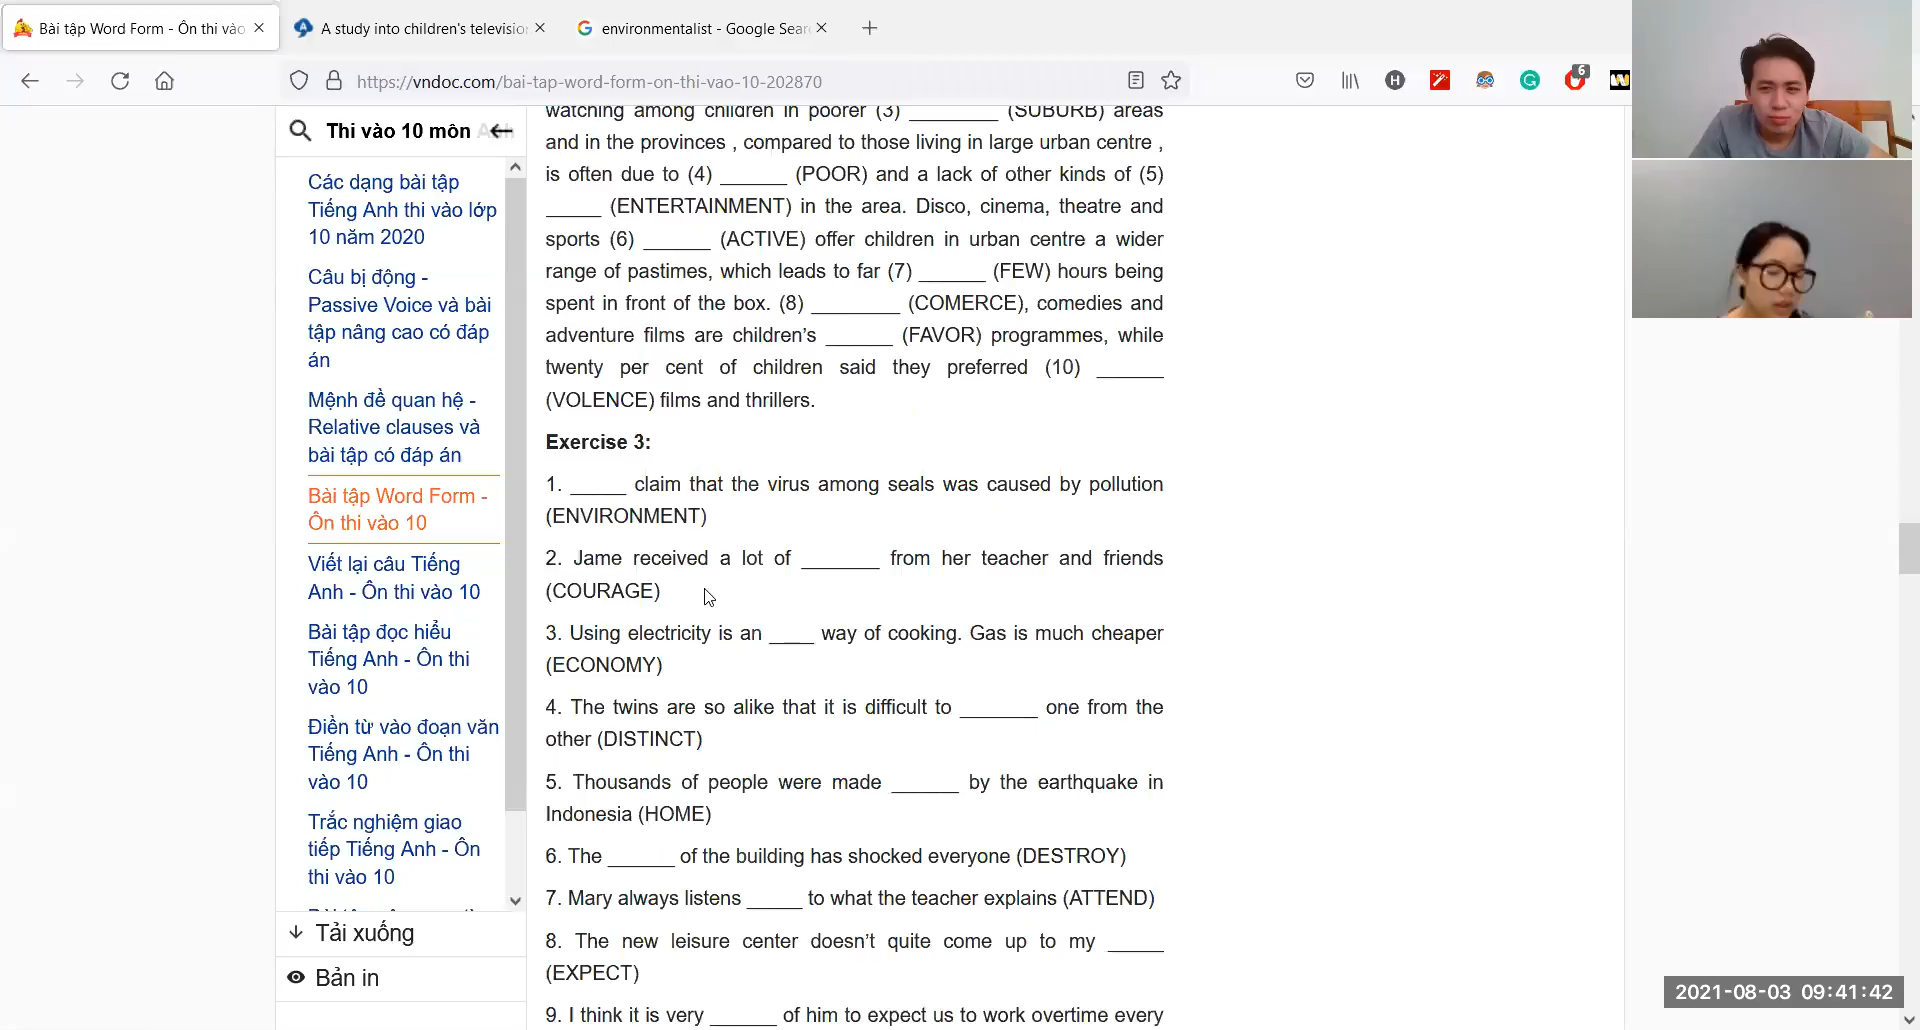 Bài tập Word Form - Ôn thi vào
A study into children's televisio
environmentalist - Google Sear
https://vndoc.com/bai-tap-word-form-on-thi-vao-10-202870
6
Thi vào 10 môn Anh
Các dạng bài tập
Tiếng Anh thi vào lớp
10 năm 2020
Câu bị động -
Passive Voice và bài
tập nâng cao có đáp
án
Mệnh đề quan hệ -
Relative clauses và
bài tập có đáp án
Bài tập Word Form -
Ôn thi vào 10
Viết lại câu Tiếng
Anh - Ôn thi vào 10
Bài tập đọc hiểu
Tiếng Anh - Ôn thi
vào 10
Điền từ vào đoạn văn
Tiếng Anh - Ôn thi
vào 10
Trắc nghiệm giao
tiếp Tiếng Anh - Ôn
thi vào 10
Tải xuống
Bản in
watching among children in poorer (3) ________ (SUBURB) areas
and in the provinces , compared to those living in large urban centre ,
is often due to (4) ______ (POOR) and a lack of other kinds of (5)
_____ (ENTERTAINMENT) in the area. Disco, cinema, theatre and
sports (6) ______ (ACTIVE) offer children in urban centre a wider
range of pastimes, which leads to far (7) ______ (FEW) hours being
spent in front of the box. (8) ________ (COMERCE), comedies and
adventure films are children’s ______ (FAVOR) programmes, while
twenty per cent of children said they preferred (10) ______
(VOLENCE) films and thrillers.
Exercise 3:
1. _____ claim that the virus among seals was caused by pollution
(ENVIRONMENT)
2. Jame received a lot of _______ from her teacher and friends
(COURAGE)
3. Using electricity is an ____ way of cooking. Gas is much cheaper
(ECONOMY)
4. The twins are so alike that it is difficult to _______ one from the
other (DISTINCT)
5. Thousands of people were made ______ by the earthquake in
Indonesia (HOME)
6. The ______ of the building has shocked everyone (DESTROY)
7. Mary always listens _____ to what the teacher explains (ATTEND)
8. The new leisure center doesn’t quite come up to my _____
(EXPECT)
9. I think it is very ______ of him to expect us to work overtime every
2021-08-03 09:41:42